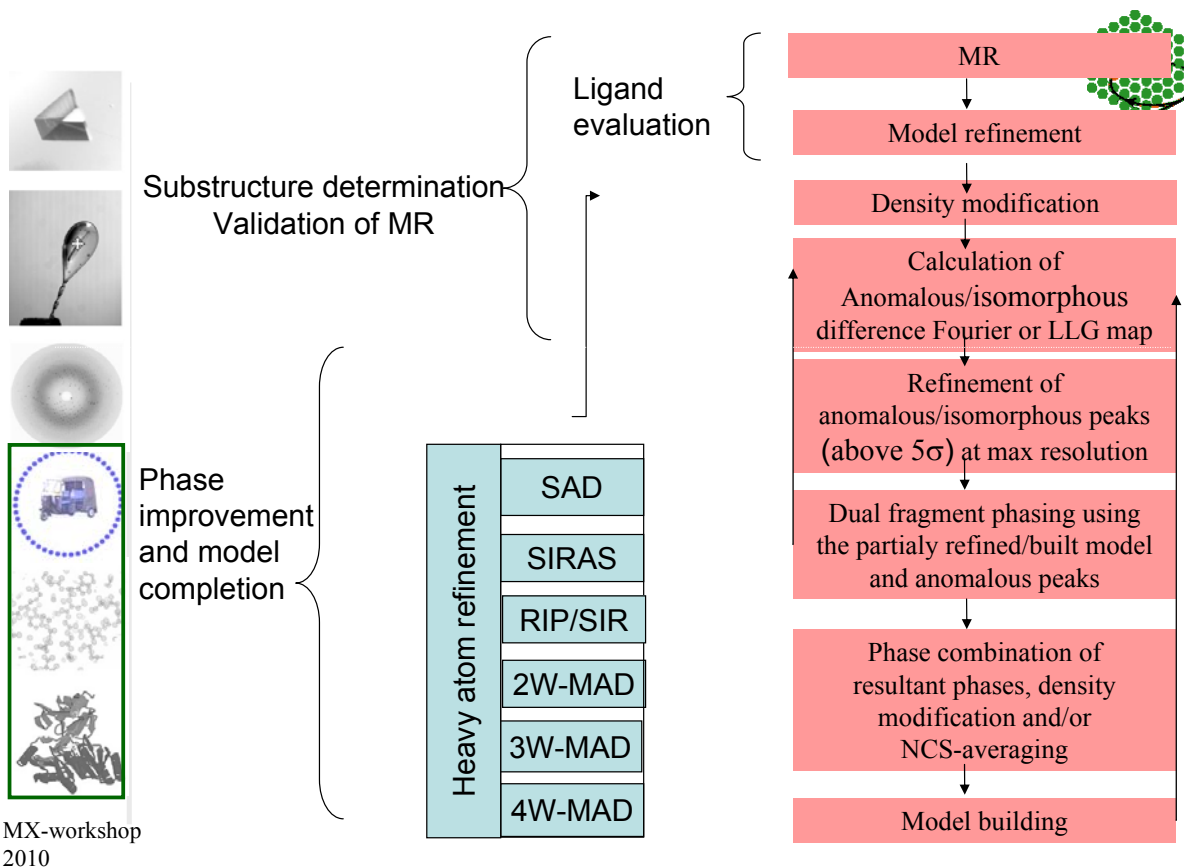 Ligand
evaluation
Substructure determination
Validation of MR
Phase
improvement
and model
completion
Heavy atom refinement
SAD
SIRAS
RIP/SIR
2W-MAD
3W-MAD
4W-MAD
MR
Model refinement
Density modification
Calculation of
Anomalous/isomorphous
difference Fourier or LLG map
Refinement of
anomalous/isomorphous peaks
(above 5σ) at max resolution
Dual fragment phasing using
the partialy refined/built model
and anomalous peaks
Phase combination of
resultant phases, density
modification and/or
NCS-averaging
Model building
MX-workshop
2010